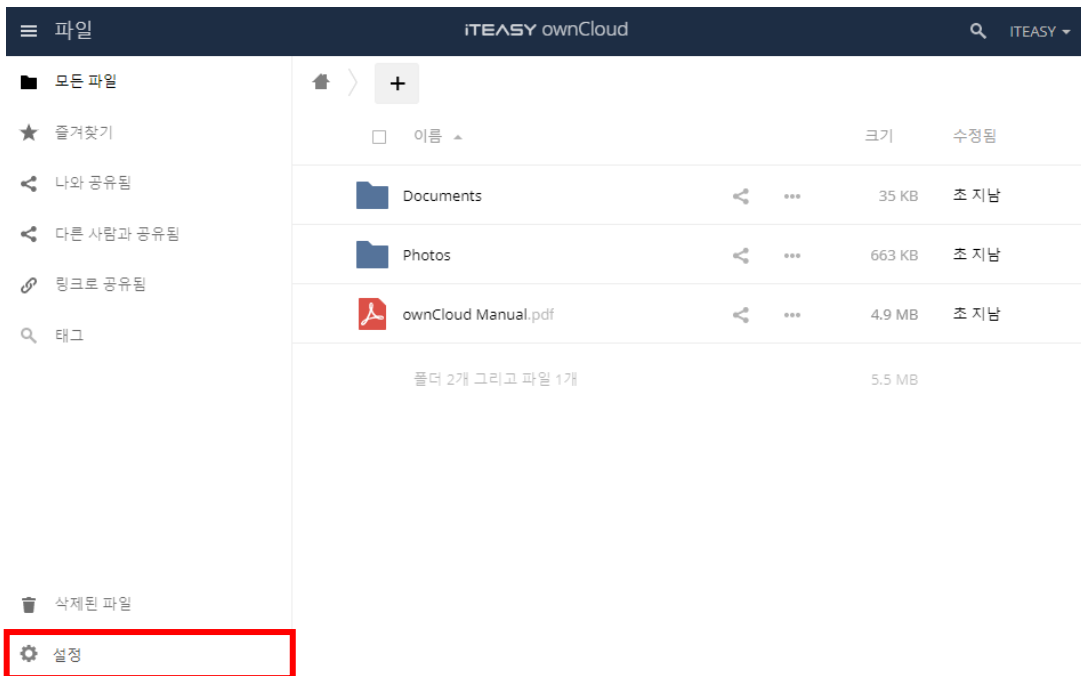 파일
iTEASY ownCloud
ITEASY
모든 파일
즐겨찾기
나와 공유됨
다른 사람과 공유됨
링크로 공유됨
태그
삭제된 파일
설정
+
이름 크기 수정됨
Documents 35 KB 초 지남
Photos 663 KB 초 지남
ownCloud Manual.pdf 4.9 MB 초 지남
폴더 2개 그리고 파일 1개 5.5 MB